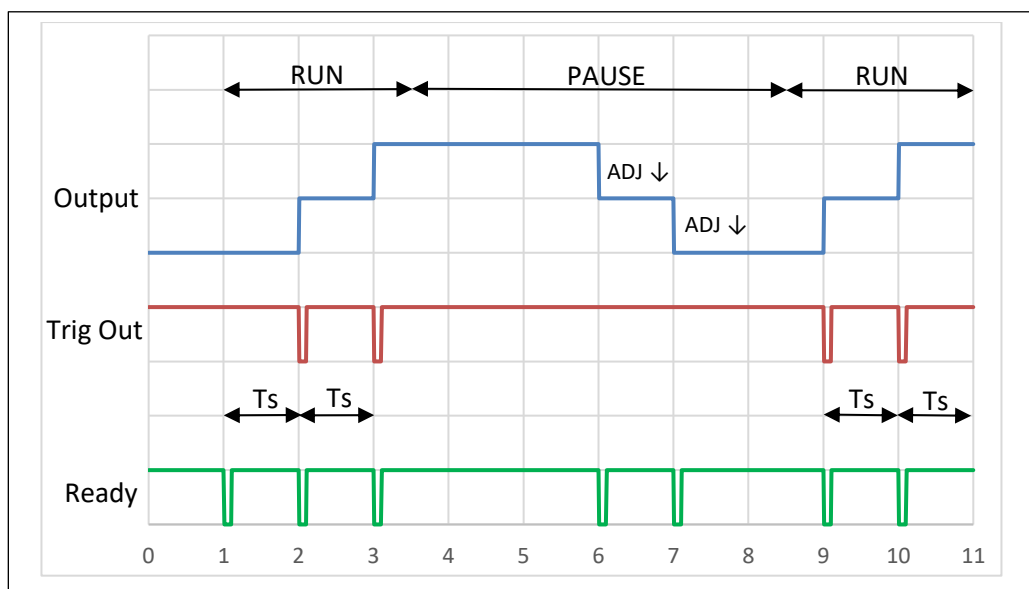 RUN PAUSE RUN
ADJ ↓
Output
ADJ ↓
Trig Out
Ts Ts Ts Ts
Ready
0 1 2 3 4 5 6 7 8 9 10 11